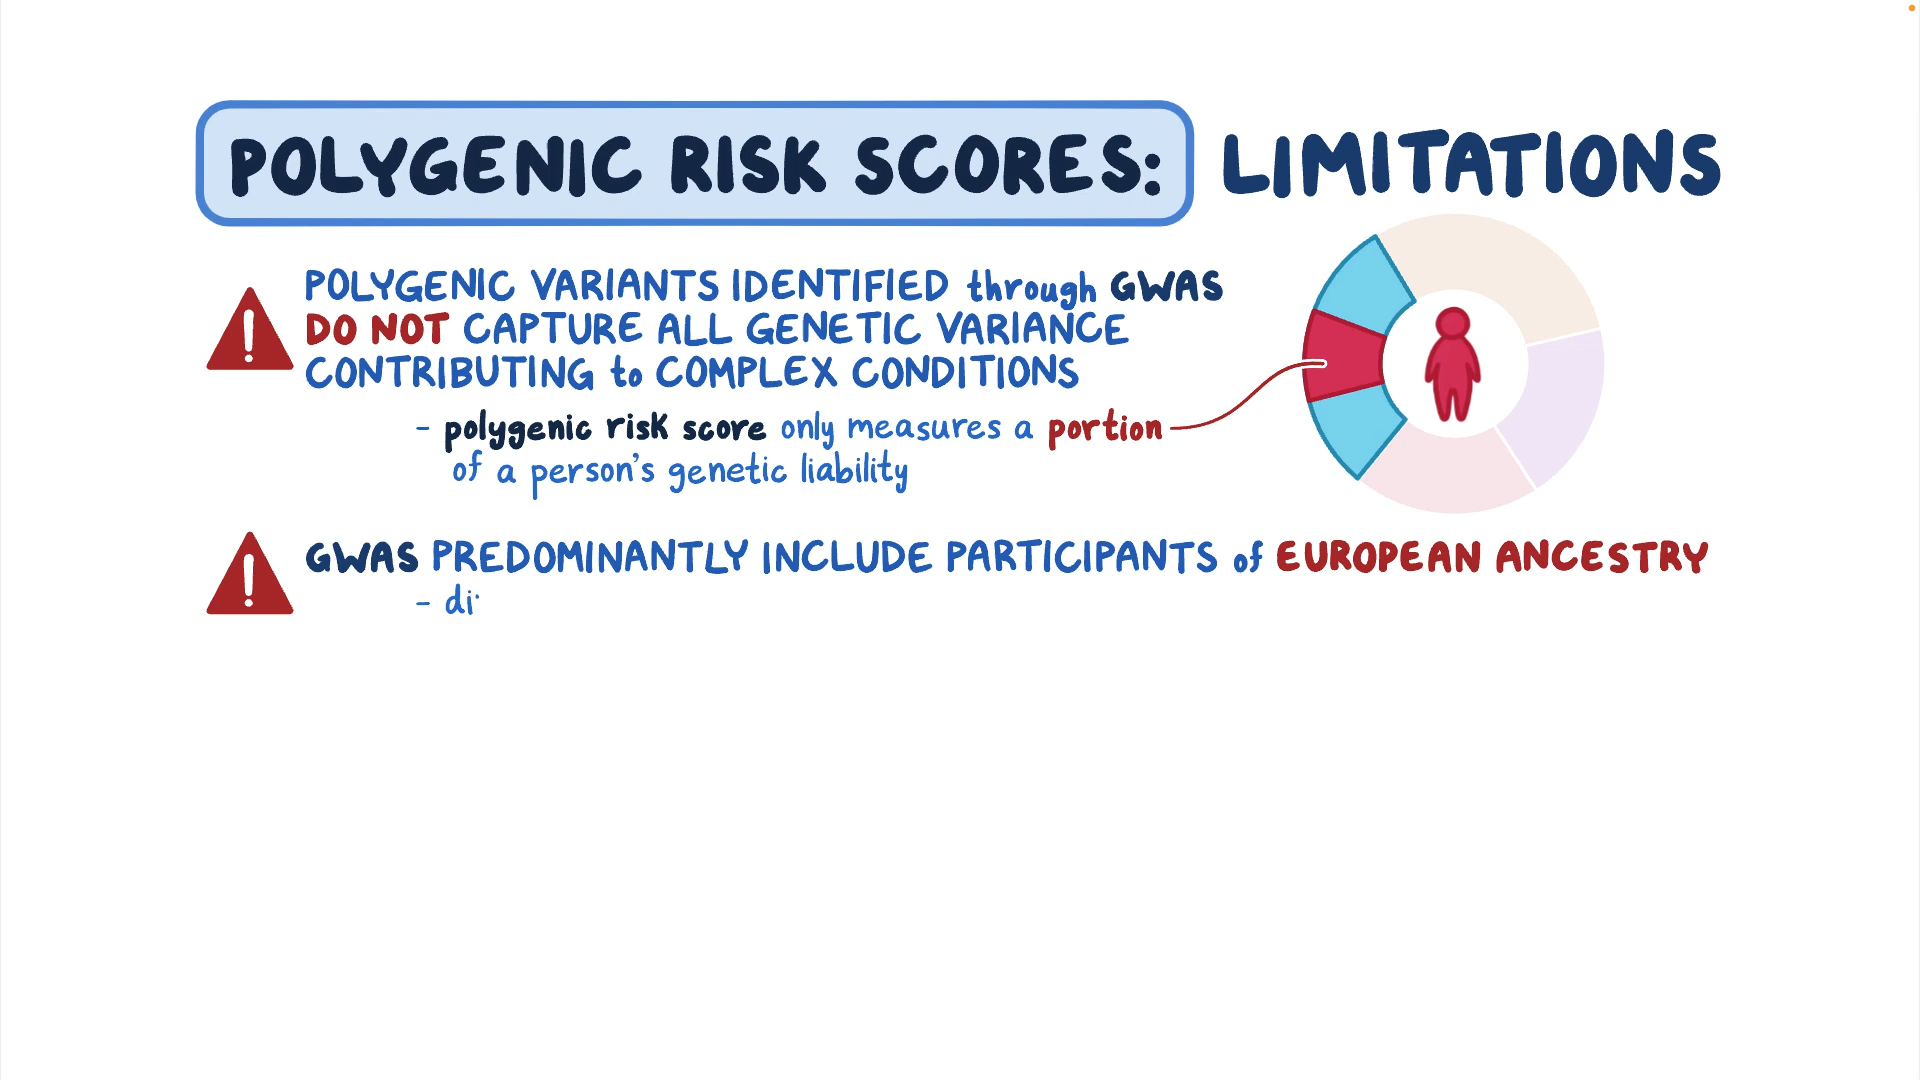 POLYGENIC RISK SCORES: LIMITATIONS
POLYGENIC VARIANTS IDENTIFIED through GWAS
DO NOT CAPTURE ALL GENETIC VARIANCE
CONTRIBUTING to COMPLEX CONDITIONS
- polygenic risk score only measures a portion
of a person's genetic liability
GWAS PREDOMINANTLY INCLUDE PARTICIPANTS of EUROPEAN ANCESTRY
- di